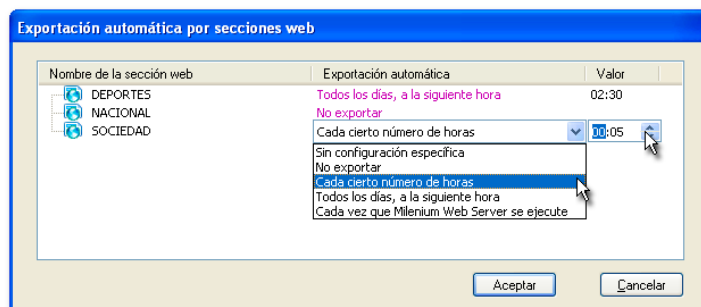 Exportación automática por secciones web
Nombre de la sección web Exportación automática Valor
DEPORTES Todos los días, a la siguiente hora 02:30
NACIONAL No exportar
SOCIEDAD Cada cierto número de horas 00:05
Sin configuración específica
No exportar
Cada cierto número de horas
Todos los días, a la siguiente hora
Cada vez que Milenium Web Server se ejecute
Aceptar Cancelar